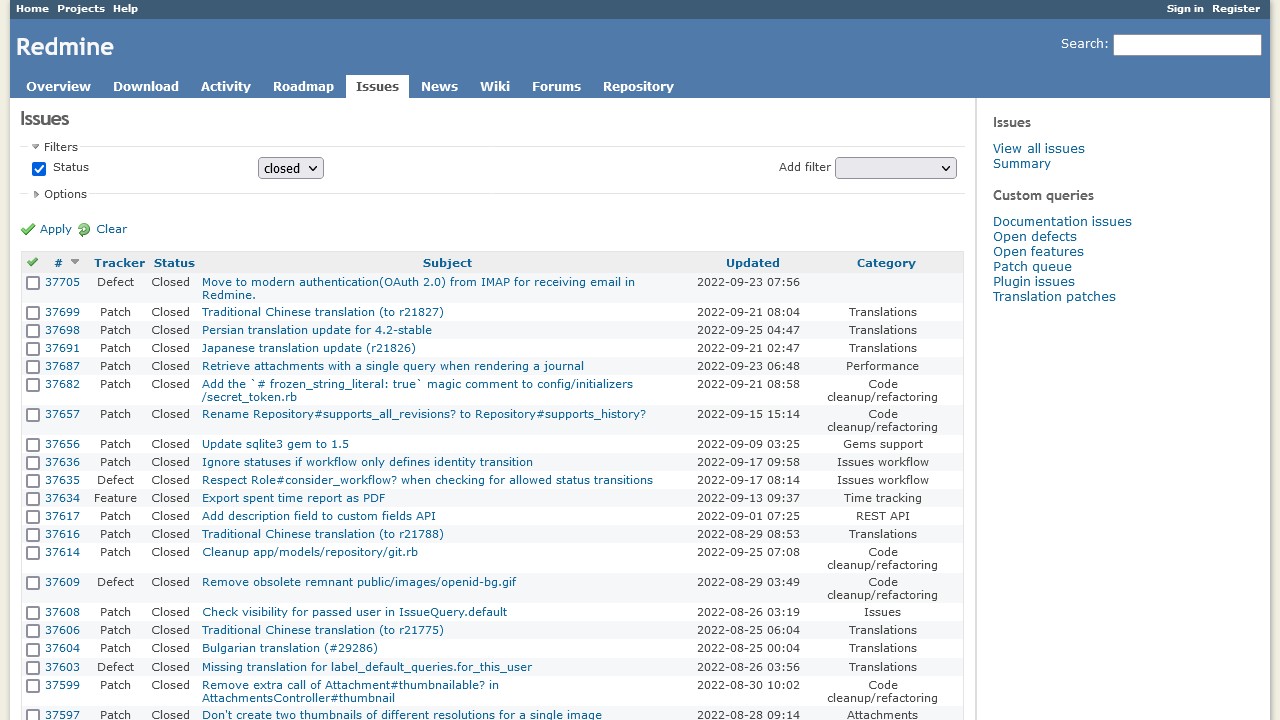 Home Projects Help Sign in Register
Redmine
Search:
Overview Download Activity Roadmap Issues News Wiki Forums Repository
Issues
Filters
Status closed Add filter
Options
Apply Clear
# Tracker Status Subject Updated Category
37705 Defect Closed Move to modern authentication(OAuth 2.0) from IMAP for receiving email in 2022-09-23 07:56
Redmine.
37699 Patch Closed Traditional Chinese translation (to r21827) 2022-09-21 08:04 Translations
37698 Patch Closed Persian translation update for 4.2-stable 2022-09-25 04:47 Translations
37691 Patch Closed Japanese translation update (r21826) 2022-09-21 02:47 Translations
37687 Patch Closed Retrieve attachments with a single query when rendering a journal 2022-09-23 06:48 Performance
37682 Patch Closed Add the `# frozen_string_literal: true` magic comment to config/initializers 2022-09-21 08:58 Code
/secret_token.rb cleanup/refactoring
37657 Patch Closed Rename Repository#supports_all_revisions? to Repository#supports_history? 2022-09-15 15:14 Code
cleanup/refactoring
37656 Patch Closed Update sqlite3 gem to 1.5 2022-09-09 03:25 Gems support
37636 Patch Closed Ignore statuses if workflow only defines identity transition 2022-09-17 09:58 Issues workflow
37635 Defect Closed Respect Role#consider_workflow? when checking for allowed status transitions 2022-09-17 08:14 Issues workflow
37634 Feature Closed Export spent time report as PDF 2022-09-13 09:37 Time tracking
37617 Patch Closed Add description field to custom fields API 2022-09-01 07:25 REST API
37616 Patch Closed Traditional Chinese translation (to r21788) 2022-08-29 08:53 Translations
37614 Patch Closed Cleanup app/models/repository/git.rb 2022-09-25 07:08 Code
cleanup/refactoring
37609 Defect Closed Remove obsolete remnant public/images/openid-bg.gif 2022-08-29 03:49 Code
cleanup/refactoring
37608 Patch Closed Check visibility for passed user in IssueQuery.default 2022-08-26 03:19 Issues
37606 Patch Closed Traditional Chinese translation (to r21775) 2022-08-25 06:04 Translations
37604 Patch Closed Bulgarian translation (#29286) 2022-08-25 00:04 Translations
37603 Defect Closed Missing translation for label_default_queries.for_this_user 2022-08-26 03:56 Translations
37599 Patch Closed Remove extra call of Attachment#thumbnailable? in 2022-08-30 10:02 Code
AttachmentsController#thumbnail cleanup/refactoring
37597 Patch Closed Don't create two thumbnails of different resolutions for a single image 2022-08-28 09:14 Attachments
Issues
View all issues
Summary
Custom queries
Documentation issues
Open defects
Open features
Patch queue
Plugin issues
Translation patches